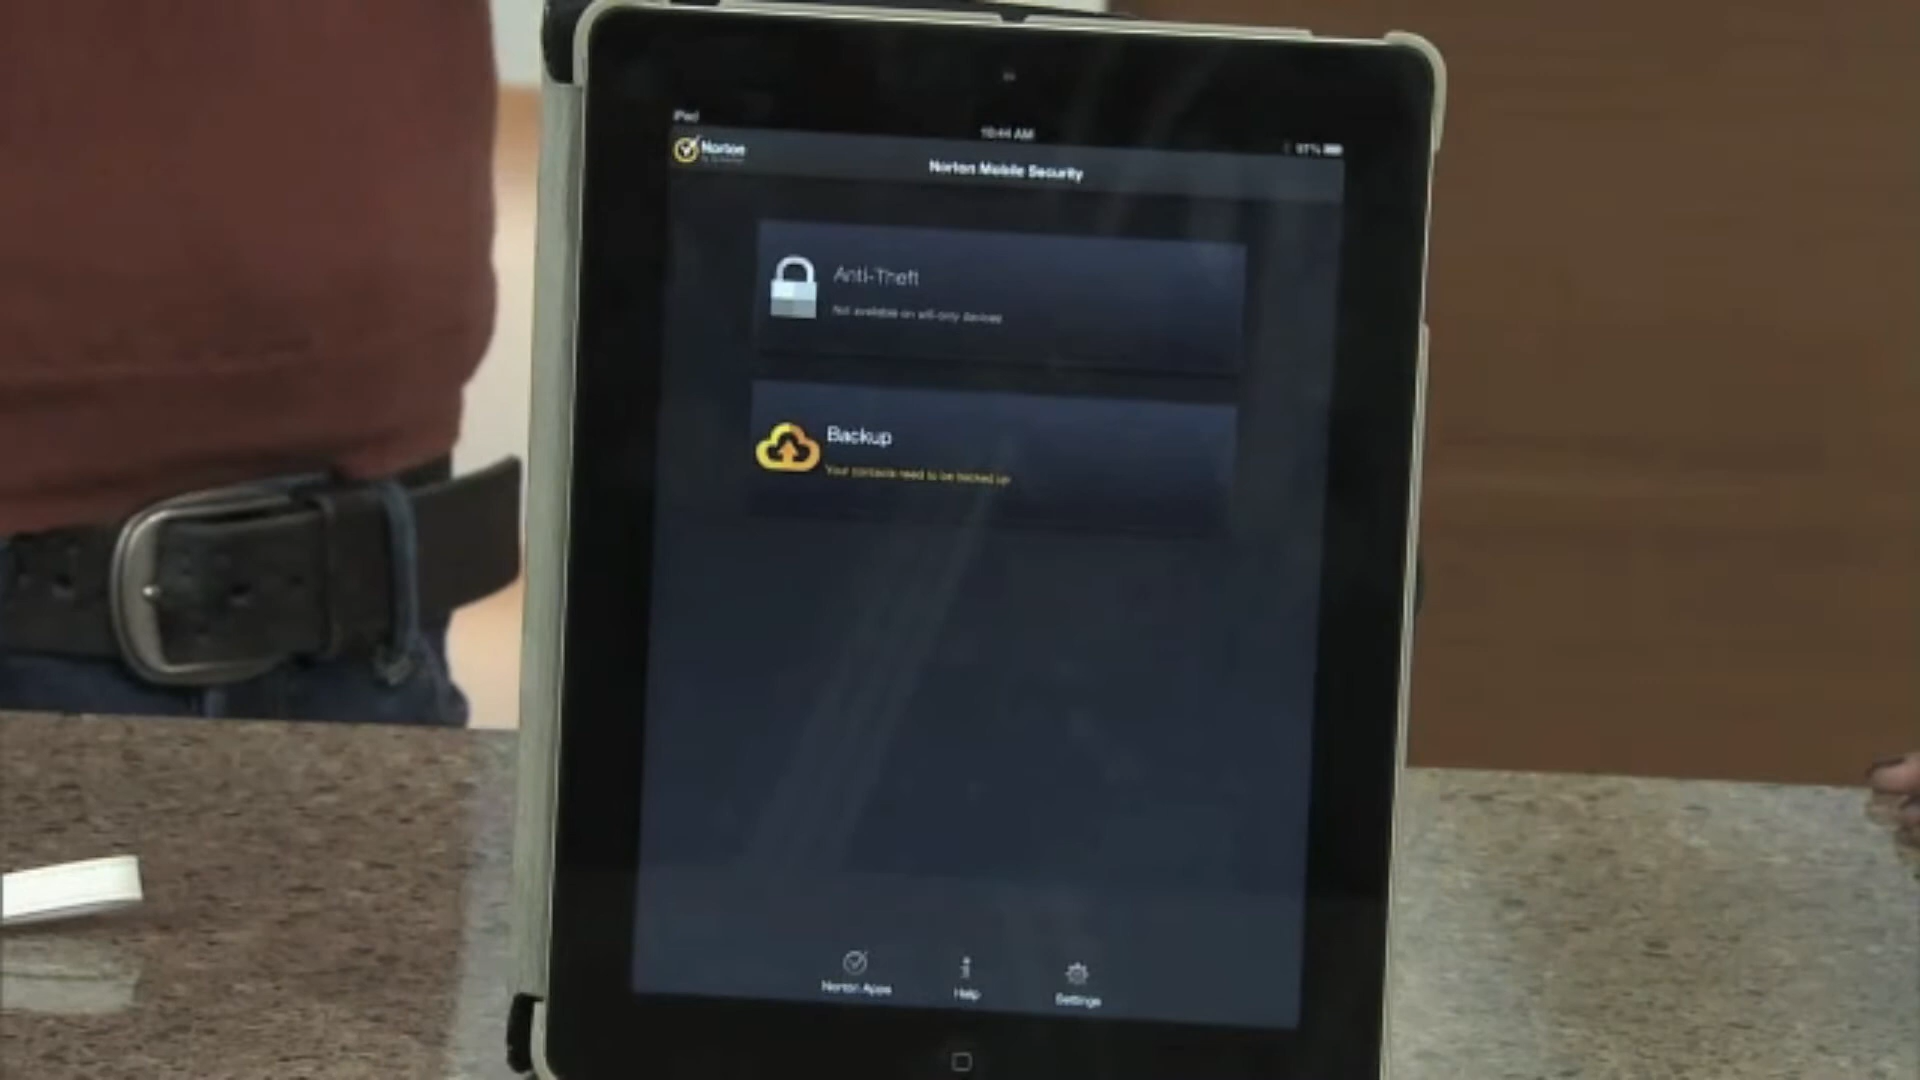 iPad
10:44 AM
97%
Norton
Norton Mobile Security
Anti-Theft
Not available on wifi-only devices
Backup
Your contacts need to be backed up
Norton Apps
Help
Settings